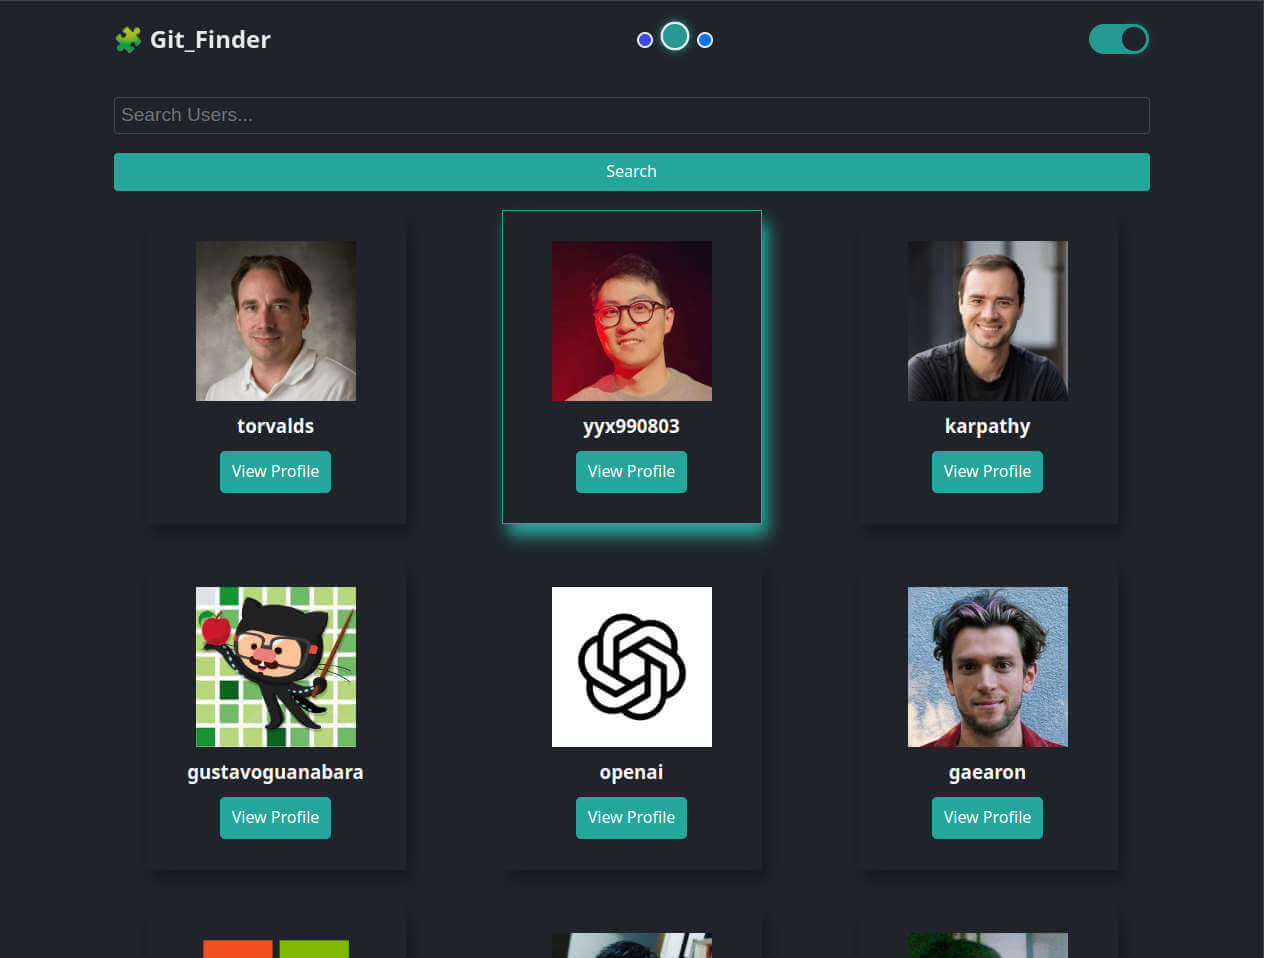 Git_Finder
Search Users...
Search
torvalds
yyx990803
karpathy
View Profile
View Profile
View Profile
gustavoguanabara
openai
gaearon
View Profile
View Profile
View Profile